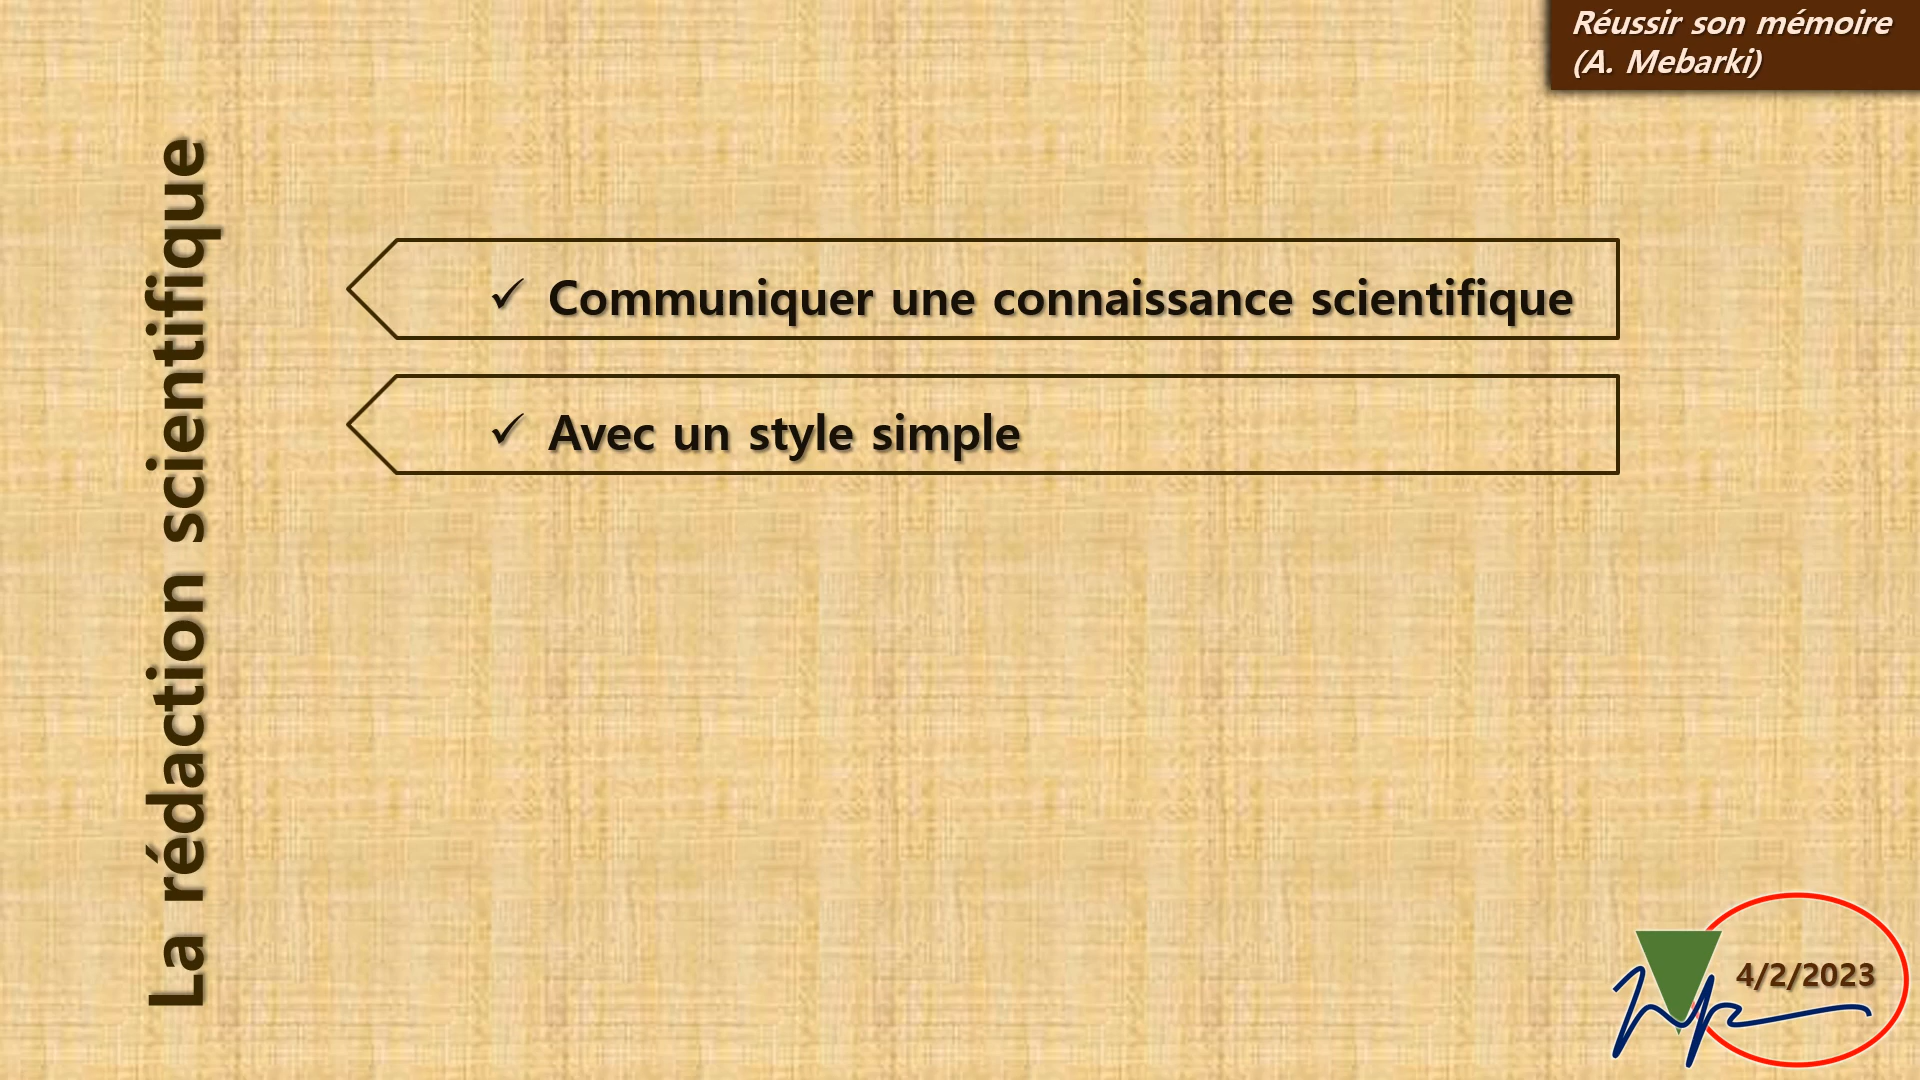 Réussir son mémoire
(A. Mebarki)
La rédaction scientifique
✓ Communiquer une connaissance scientifique
✓ Avec un style simple
4/2/2023